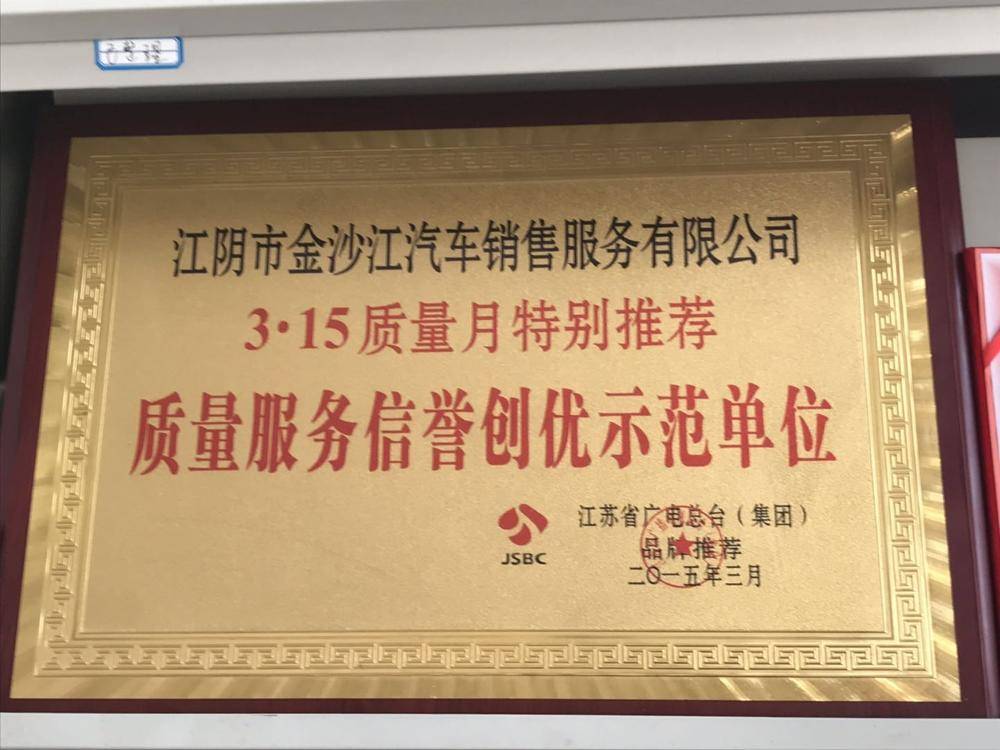 江阴市金沙江汽车销售服务有限公司
3·15质量月特别推荐
质量服务信誉创优示范单位
JSBC
江苏省广电总台（集团）
品牌推荐
二〇一五年三月